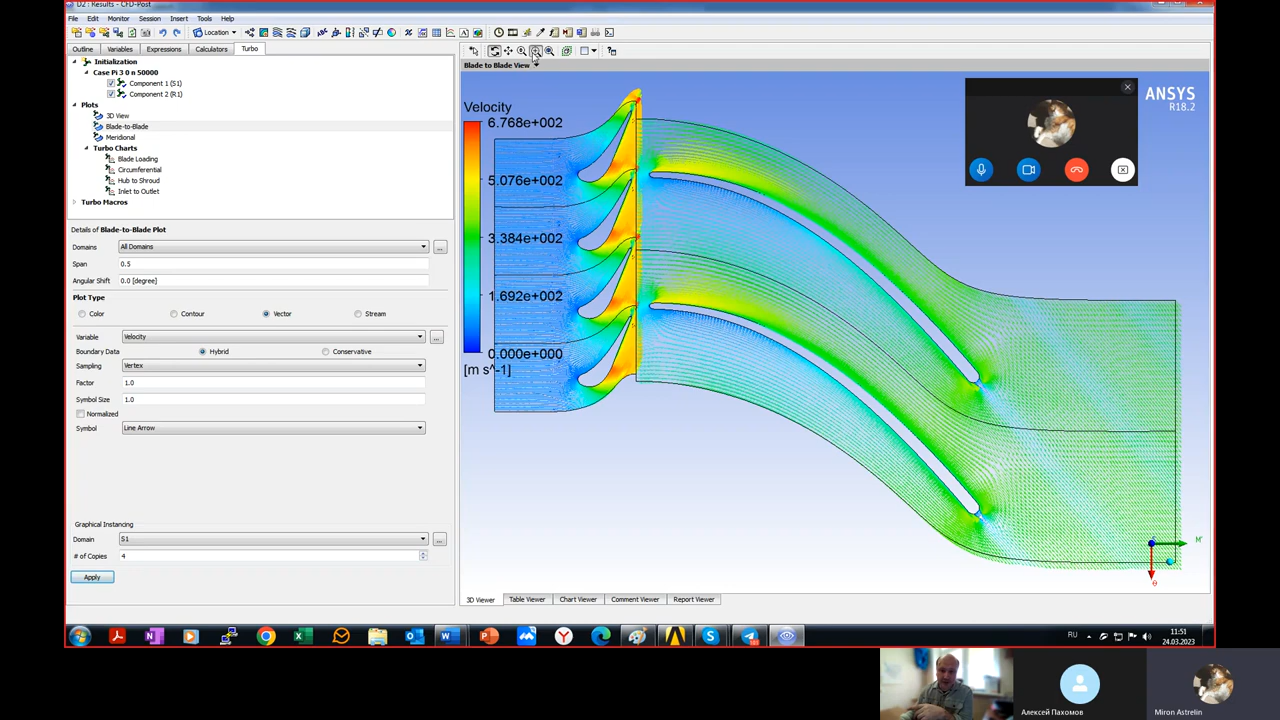 D2 : Results - CFD-Post
File Edit Monitor Session Insert Tools Help
Location
Outline Variables Expressions Calculators Turbo
Initialization
Case Pi 3 0 n 50000
Component 1 (S1)
Component 2 (R1)
Plots
3D View
Blade-to-Blade
Meridional
Turbo Charts
Blade Loading
Circumferential
Hub to Shroud
Inlet to Outlet
Turbo Macros
Details of Blade-to-Blade Plot
Domains All Domains ...
Span 0.5
Angular Shift 0.0 [degree]
Plot Type
Color Contour Vector Stream
Variable Velocity ...
Boundary Data Hybrid Conservative
Sampling Vertex
Factor 1.0
Symbol Size 1.0
Normalized
Symbol Line Arrow
Graphical Instancing
Domain S1 ...
# of Copies 4
Apply
Blade to Blade View
Velocity
6.768e+002
5.076e+002
3.384e+002
1.692e+002
0.000e+000
[m s^-1]
ANSYS
R18.2
M'
θ
3D Viewer Table Viewer Chart Viewer Comment Viewer Report Viewer
RU
11:51
24.03.2023
Алексей Пахомов
Miron Astrelin